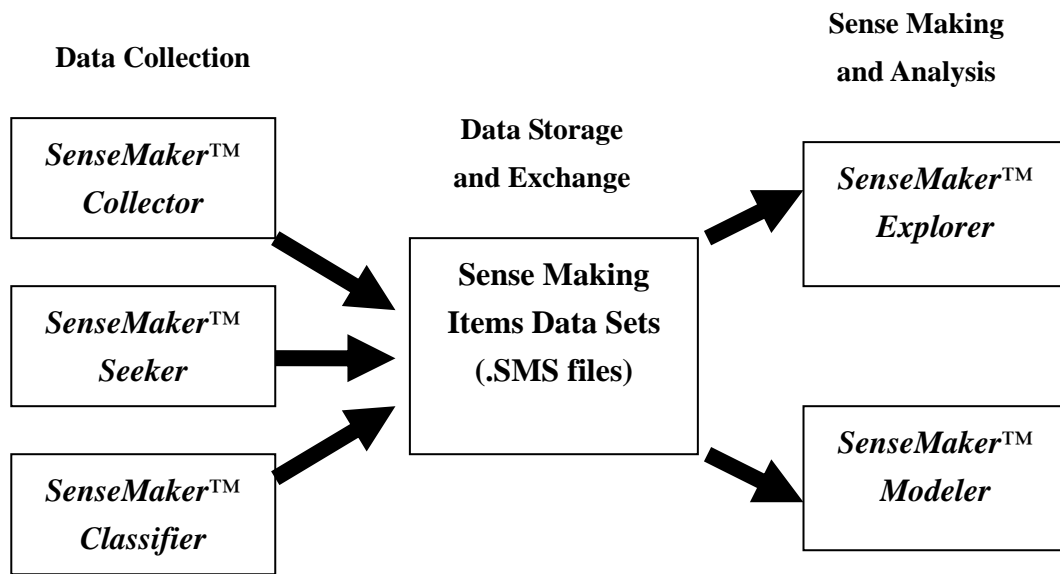 Data Collection
SenseMaker™
Collector
SenseMaker™
Seeker
SenseMaker™
Classifier
Data Storage
and Exchange
Sense Making
Items Data Sets
(.SMS files)
Sense Making
and Analysis
SenseMaker™
Explorer
SenseMaker™
Modeler